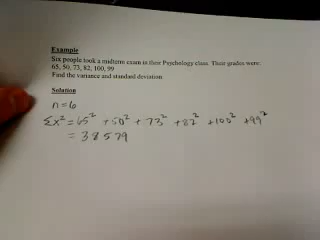 Example
Six people took a midterm exam in their Psychology class. Their grades were:
65, 50, 73, 82, 100, 99
Find the variance and standard deviation.
Solution
n=6
Σx² = 65² + 50² + 73² + 82² + 100² + 99²
= 38579